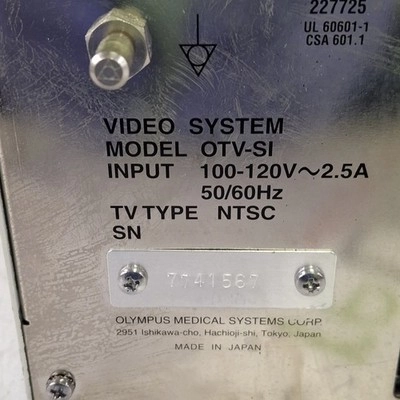 227725
UL 60601-1
CSA 601.1
VIDEO SYSTEM
MODEL OTV-SI
INPUT 100-120V～2.5A
50/60Hz
TV TYPE NTSC
SN
7741567
OLYMPUS MEDICAL SYSTEMS CORP.
2951 Ishikawa-cho, Hachioji-shi, Tokyo, Japan
MADE IN JAPAN